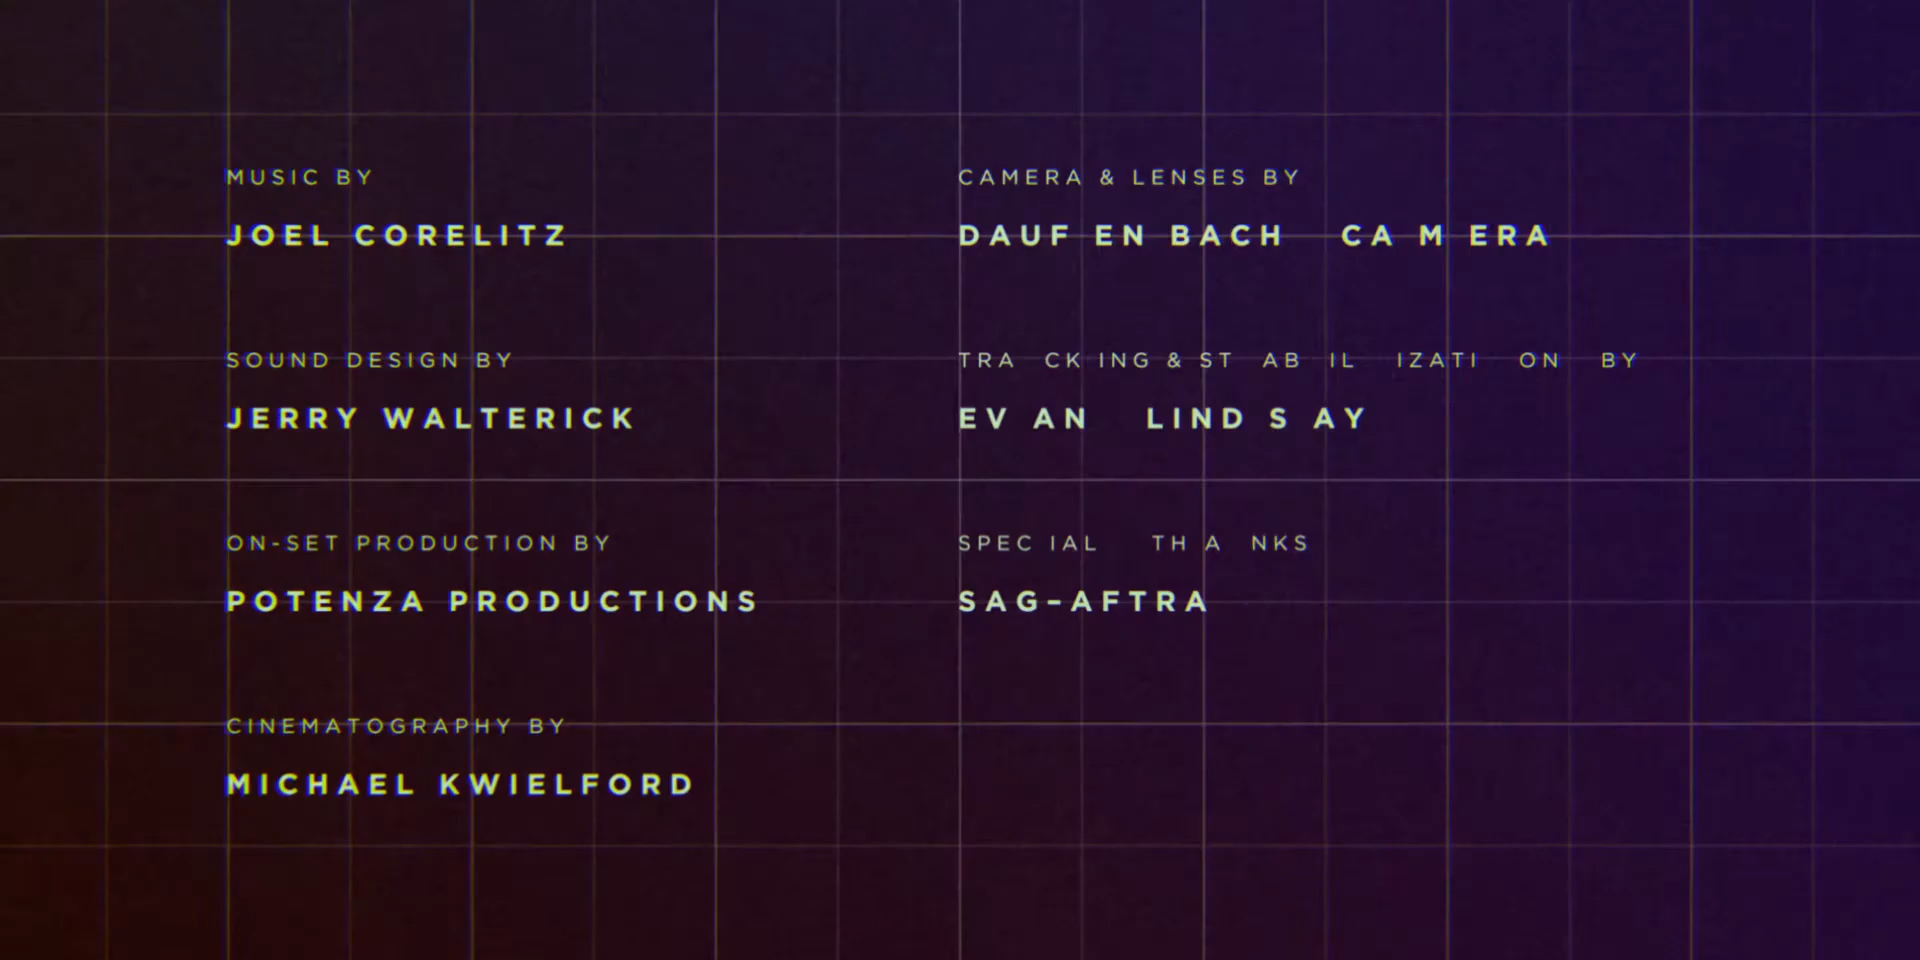 MUSIC BY
JOEL CORELITZ
SOUND DESIGN BY
JERRY WALTERICK
ON-SET PRODUCTION BY
POTENZA PRODUCTIONS
CINEMATOGRAPHY BY
MICHAEL KWIELFORD
CAMERA & LENSES BY
DAUF EN BACH CA M ERA
TRA CK ING & ST AB IL IZATI ON BY
EV AN LIND S AY
SPEC IAL TH A NKS
SAG-AFTRA